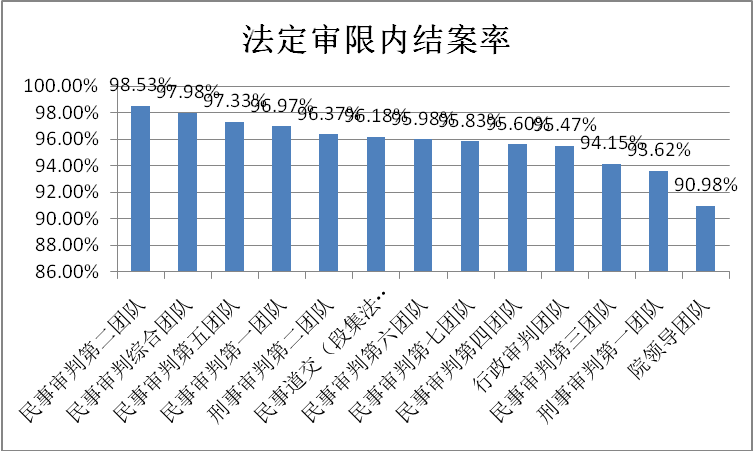 法定审限内结案率
100.00%
98.00%
96.00%
94.00%
92.00%
90.00%
88.00%
86.00%
98.53%
97.98%
97.33%
96.97%
96.37%
96.18%
95.98%
95.83%
95.60%
95.47%
94.15%
93.62%
90.98%
民事审判第二团队
民事审判综合团队
民事审判第五团队
民事审判第一团队
刑事审判第二团队
民事道交（段集法…
民事审判第六团队
民事审判第七团队
民事审判第四团队
行政审判团队
民事审判第三团队
刑事审判第一团队
院领导团队